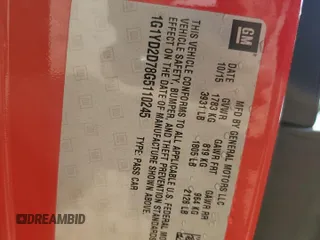 GM
MFD BY GENERAL MOTORS LLC
DATE GVWR GAWR FRT GAWR RR
10/15 1783 KG 819 KG 964 KG
3931 LB 1805 LB 2126 LB
THIS VEHICLE CONFORMS TO ALL APPLICABLE U.S. FEDERAL MOTOR
VEHICLE SAFETY, BUMPER, AND THEFT PREVENTION STANDARDS IN
EFFECT ON THE DATE OF MANUFACTURE SHOWN ABOVE.
1G1YD2D78G5110245 TYPE: PASS CAR
DREAMBID